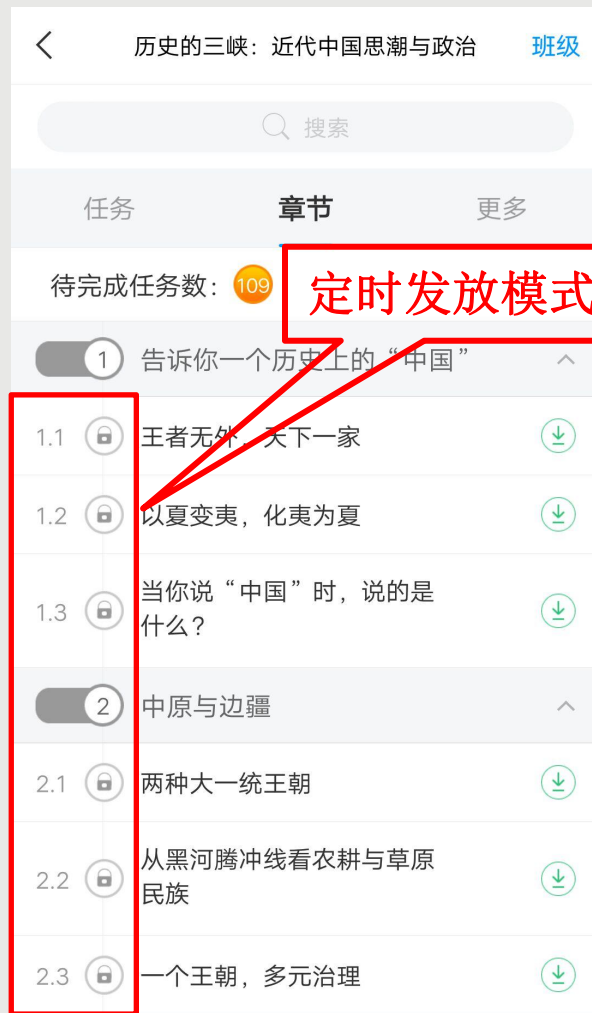 历史的三峡：近代中国思潮与政治 班级
搜索
任务 章节 更多
待完成任务数： 109
定时发放模式
1 告诉你一个历史上的“中国”
1.1 王者无外，天下一家
1.2 以夏变夷，化夷为夏
1.3 当你说“中国”时，说的是
什么？
2 中原与边疆
2.1 两种大一统王朝
2.2 从黑河腾冲线看农耕与草原
民族
2.3 一个王朝，多元治理